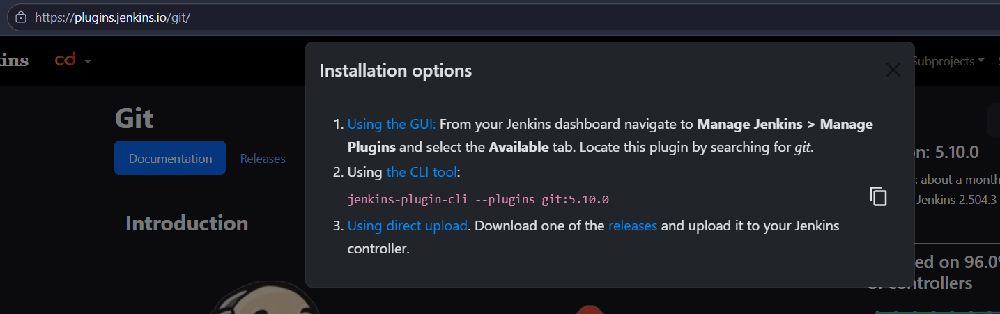 https://plugins.jenkins.io/git/
kins
cd
Subprojects
Installation options
Git
Documentation
Releases
1. Using the GUI: From your Jenkins dashboard navigate to Manage Jenkins > Manage
Plugins and select the Available tab. Locate this plugin by searching for git.
2. Using the CLI tool:
jenkins-plugin-cli --plugins git:5.10.0
3. Using direct upload. Download one of the releases and upload it to your Jenkins
controller.
n: 5.10.0
: about a month
Jenkins 2.504.3
Introduction
ed on 96.0%
of controllers